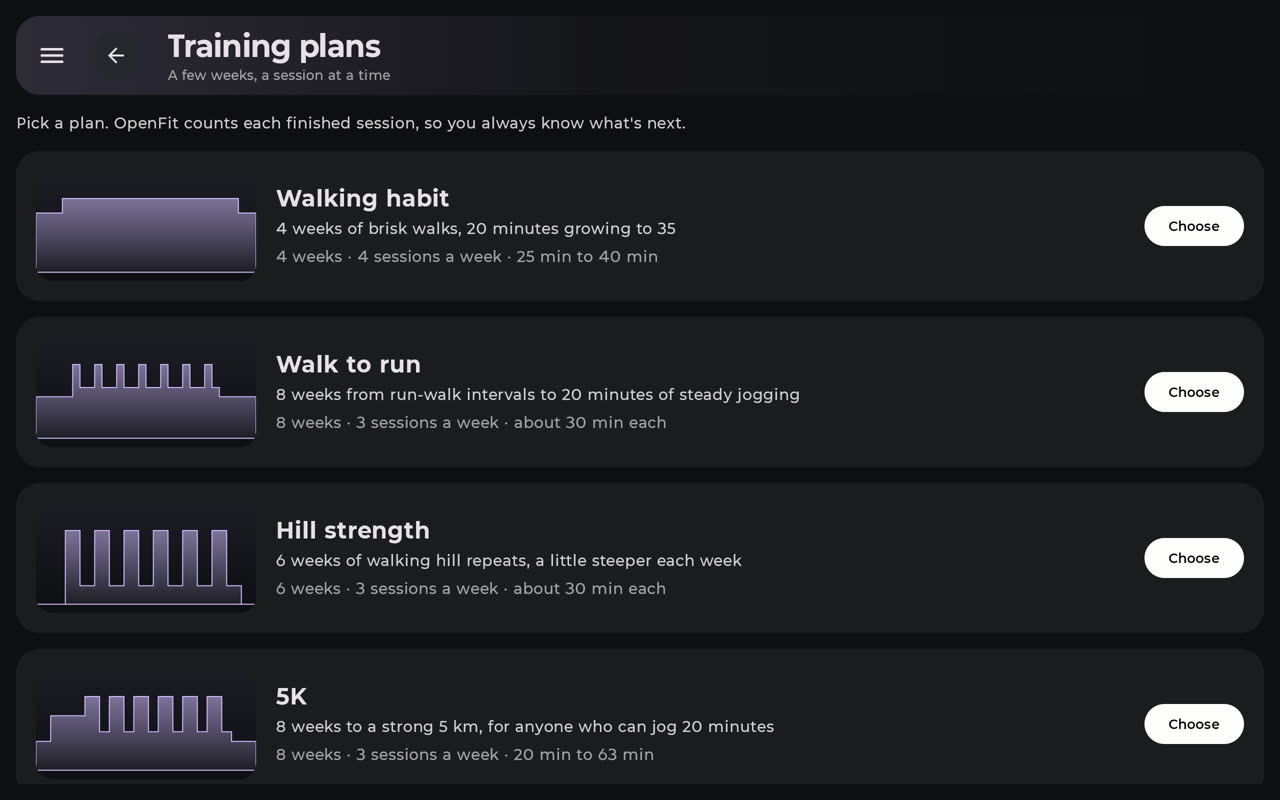 Training plans
A few weeks, a session at a time
Pick a plan. OpenFit counts each finished session, so you always know what's next.
Walking habit
4 weeks of brisk walks, 20 minutes growing to 35
4 weeks · 4 sessions a week · 25 min to 40 min
Choose
Walk to run
8 weeks from run-walk intervals to 20 minutes of steady jogging
8 weeks · 3 sessions a week · about 30 min each
Choose
Hill strength
6 weeks of walking hill repeats, a little steeper each week
6 weeks · 3 sessions a week · about 30 min each
Choose
5K
8 weeks to a strong 5 km, for anyone who can jog 20 minutes
8 weeks · 3 sessions a week · 20 min to 63 min
Choose